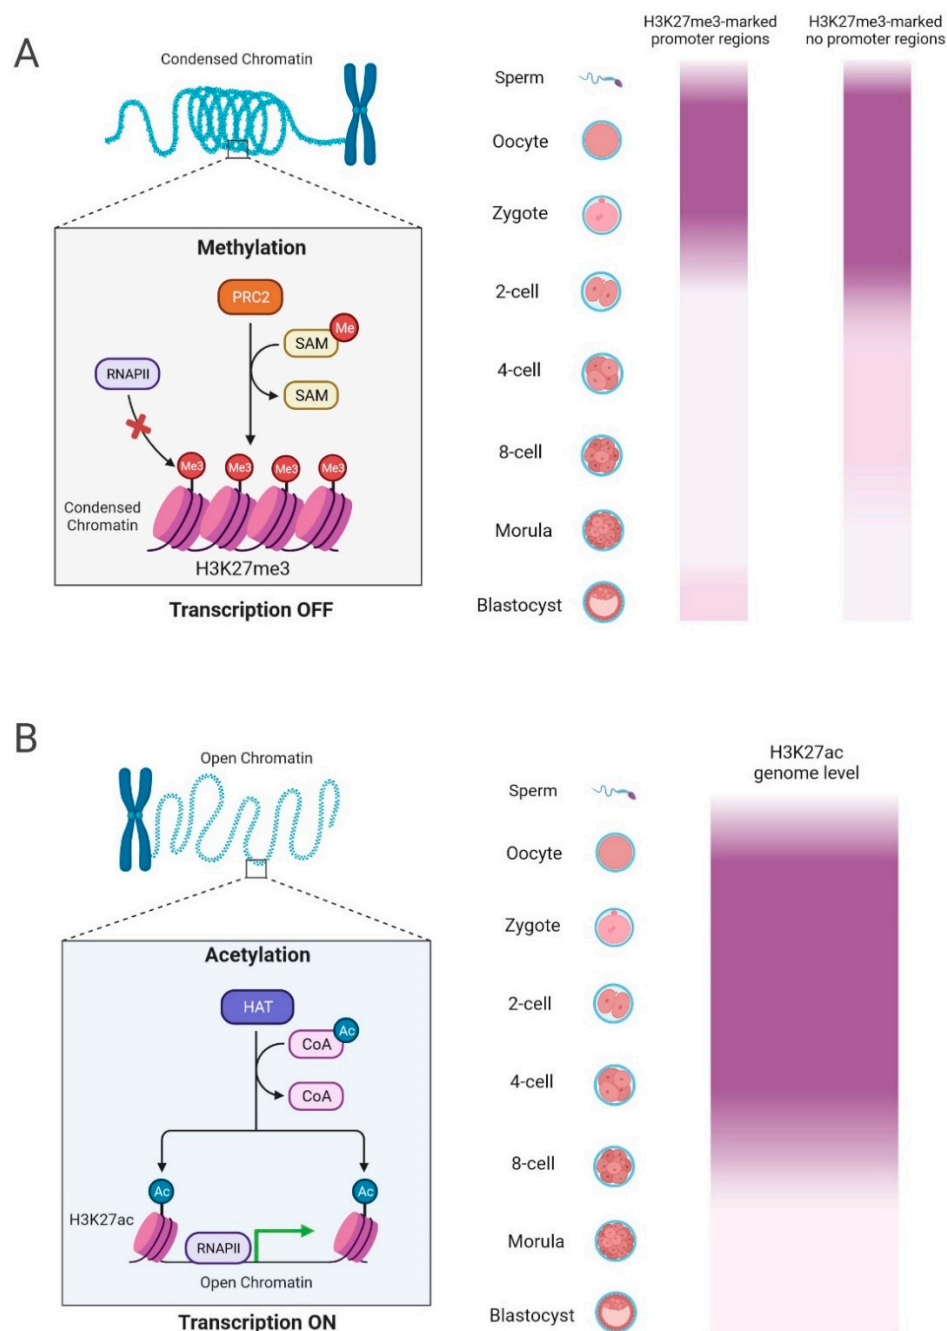 A
Condensed Chromatin
Methylation
PRC2
Me
SAM
SAM
RNAPII
Me3
Me3
Me3
Me3
Condensed
Chromatin
H3K27me3
Transcription OFF
H3K27me3-marked
promoter regions
H3K27me3-marked
no promoter regions
Sperm
Oocyte
Zygote
2-cell
4-cell
8-cell
Morula
Blastocyst
B
Open Chromatin
Acetylation
HAT
Ac
CoA
CoA
Ac
Ac
H3K27ac
RNAPII
Open Chromatin
Transcription ON
H3K27ac
genome level
Sperm
Oocyte
Zygote
2-cell
4-cell
8-cell
Morula
Blastocyst